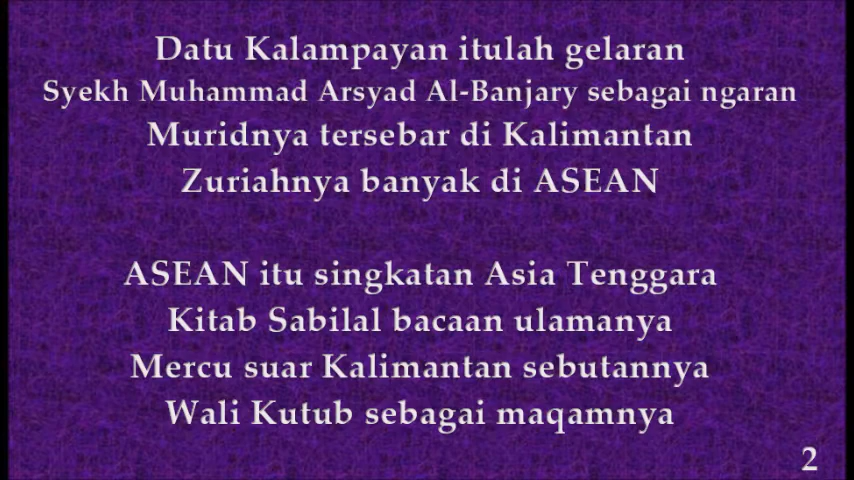 Datu Kalampayan itulah gelaran
Syekh Muhammad Arsyad Al-Banjary sebagai ngaran
Muridnya tersebar di Kalimantan
Zuriahnya banyak di ASEAN
ASEAN itu singkatan Asia Tenggara
Kitab Sabilal bacaan ulamanya
Mercu suar Kalimantan sebutannya
Wali Kutub sebagai maqamnya
2